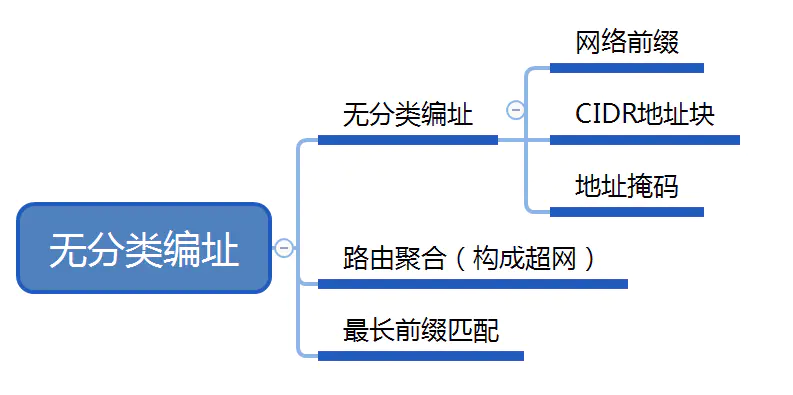 无分类编址
无分类编址
网络前缀
CIDR地址块
地址掩码
路由聚合（构成超网）
最长前缀匹配